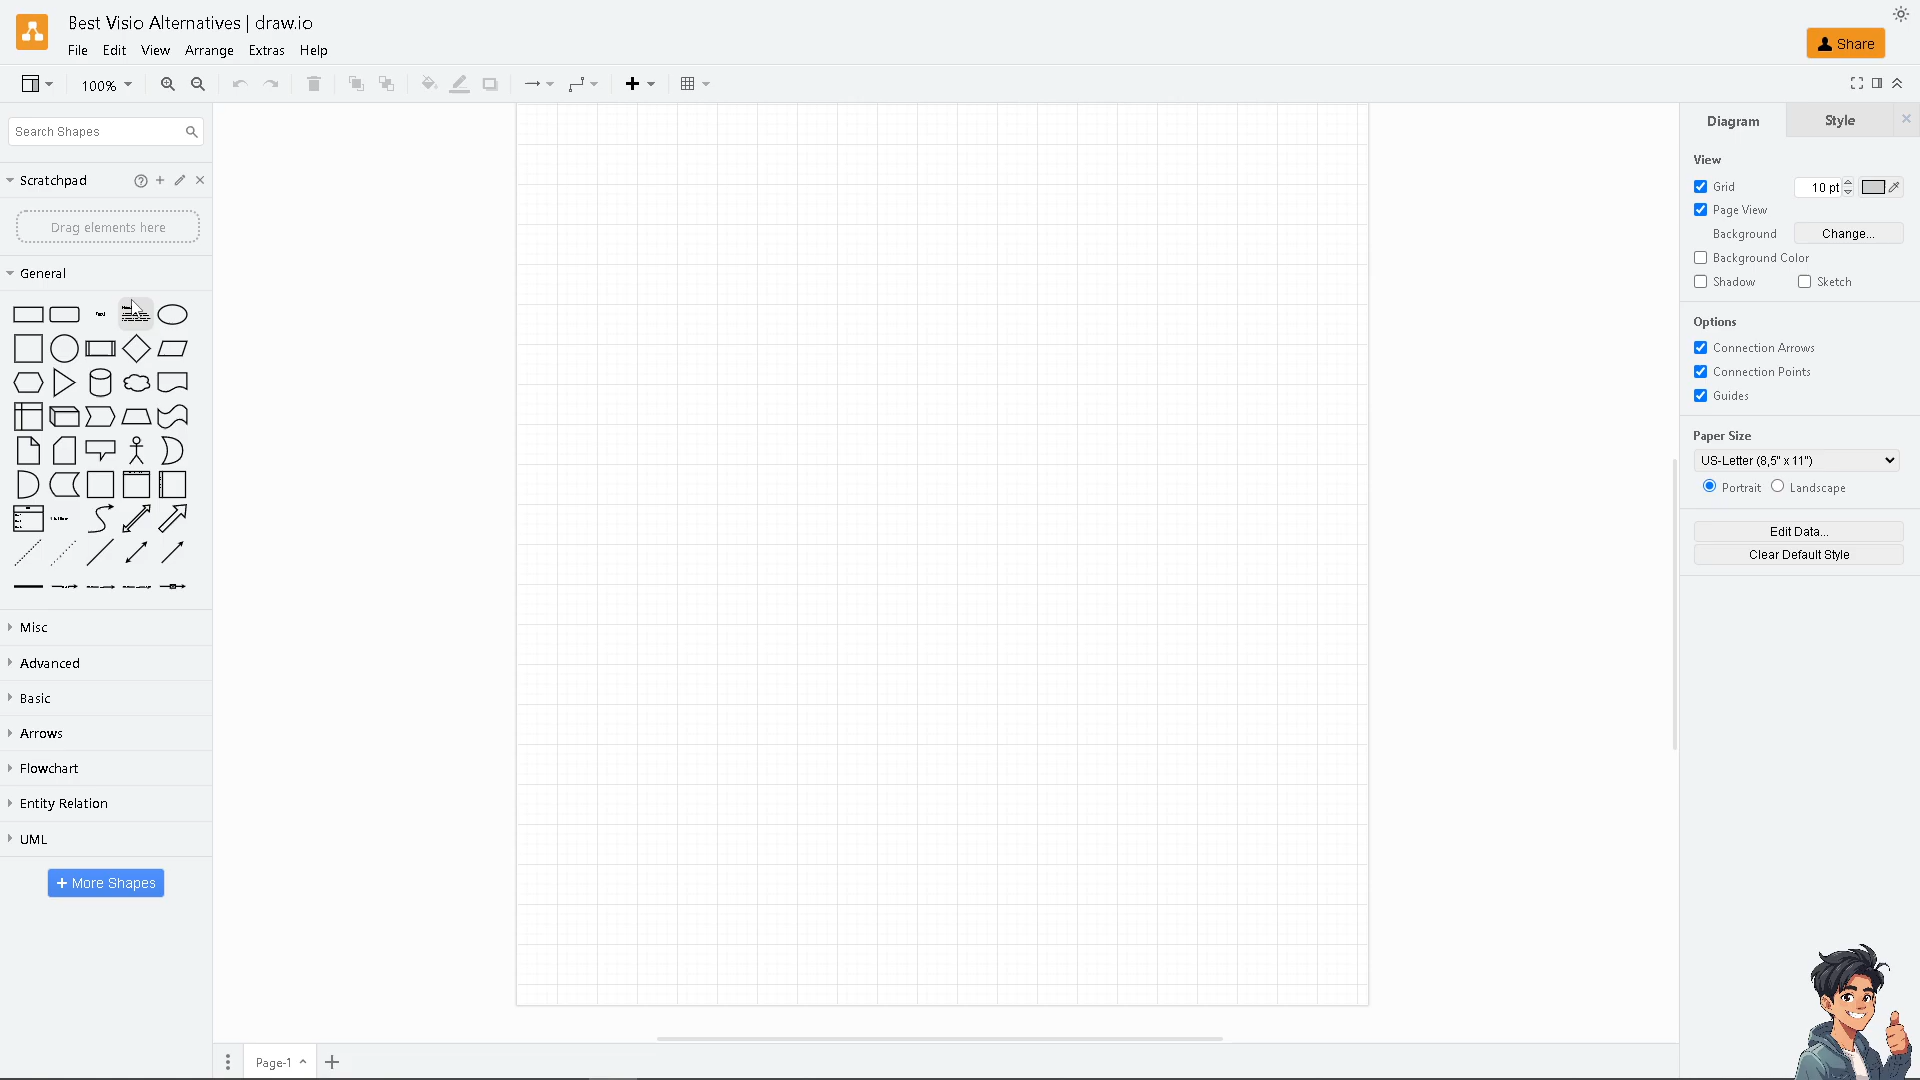 Best Visio Alternatives | draw.io
File Edit View Arrange Extras Help
Share
100%
Search Shapes
Scratchpad
Drag elements here
General
Text
Misc
Advanced
Basic
Arrows
Flowchart
Entity Relation
UML
+ More Shapes
Page-1
Diagram Style
View
Grid 10 pt
Page View
Background Change...
Background Color
Shadow Sketch
Options
Connection Arrows
Connection Points
Guides
Paper Size
US-Letter (8,5" x 11")
Portrait Landscape
Edit Data...
Clear Default Style